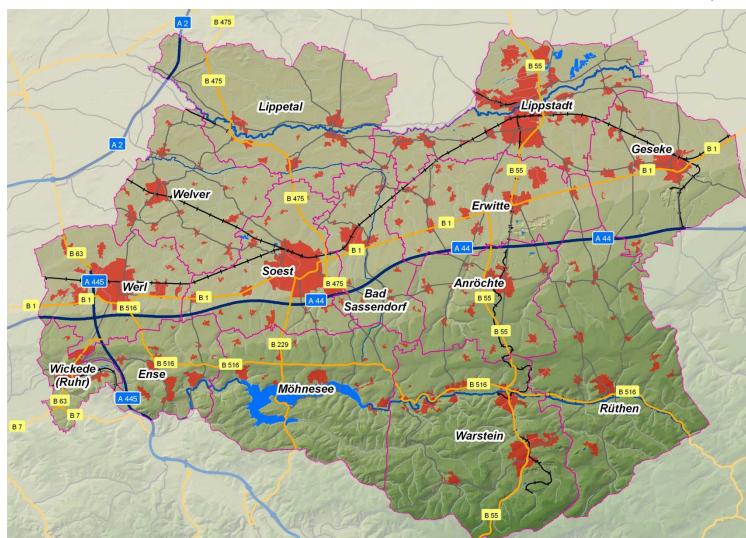 A 2
B 475
B 55
B 475
Lippetal
Lippstadt
A 2
Geseke
B 1
B 55
B 1
Welver
B 475
Erwitte
B 1
B 63
B 1
A 44
A 44
Soest
A 445
Werl
B 475
Anröchte
B 1
B 1
A 44
Bad
Sassendorf
B 55
B 1
B 516
B 55
B 229
Wickede
(Ruhr)
Ense
B 516
B 516
Möhnesee
B 516
B 516
A 445
B 63
Rüthen
B 7
B 7
Warstein
B 55
B 55